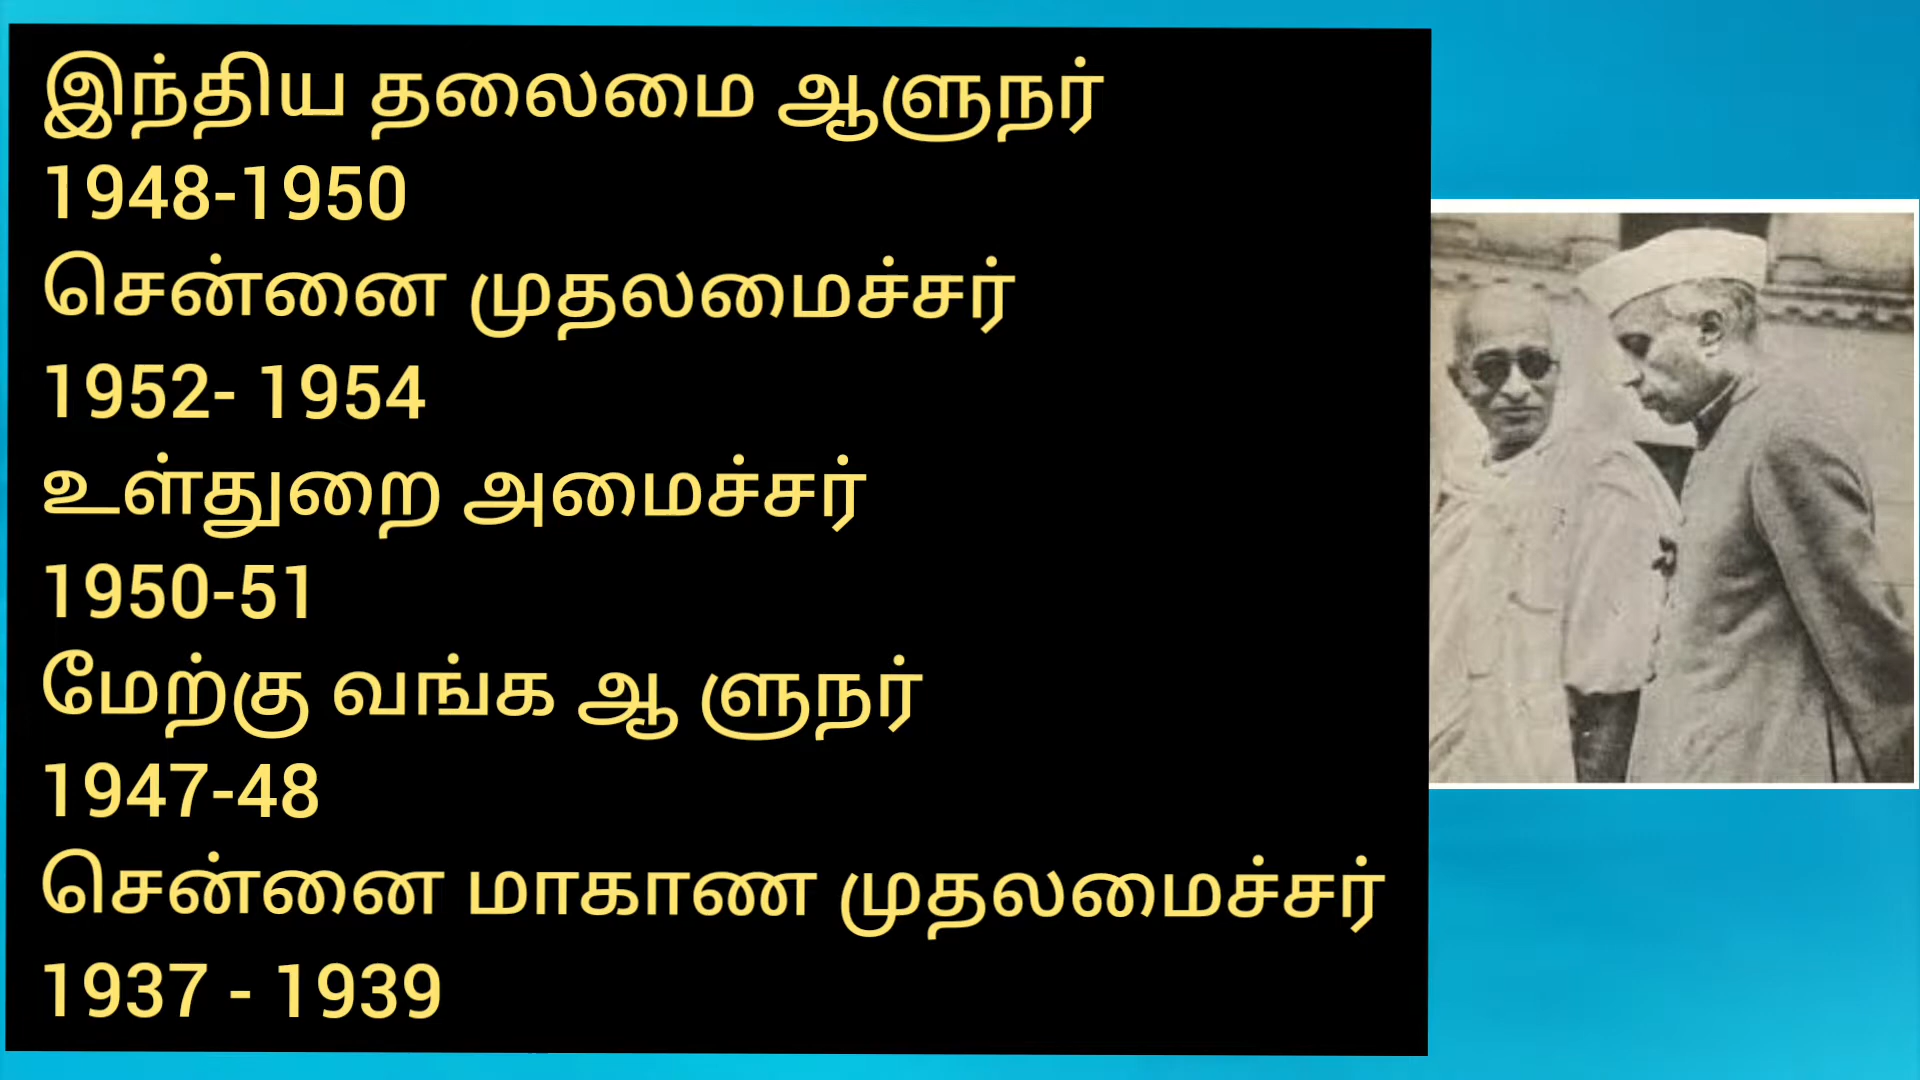 இந்திய தலைமை ஆளுநர்
1948-1950
சென்னை முதலமைச்சர்
1952- 1954
உள்துறை அமைச்சர்
1950-51
மேற்கு வங்க ஆ ளுநர்
1947-48
சென்னை மாகாண முதலமைச்சர்
1937 - 1939